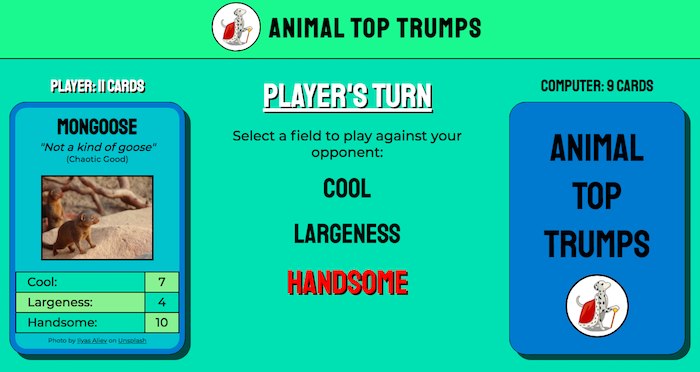 ANIMAL TOP TRUMPS
PLAYER: 11 CARDS
MONGOOSE
"Not a kind of goose"
(Chaotic Good)
Cool: 7
Largeness: 4
Handsome: 10
Photo by Ilyas Aliev on Unsplash
PLAYER'S TURN
Select a field to play against your
opponent:
COOL
LARGENESS
HANDSOME
COMPUTER: 9 CARDS
ANIMAL
TOP
TRUMPS